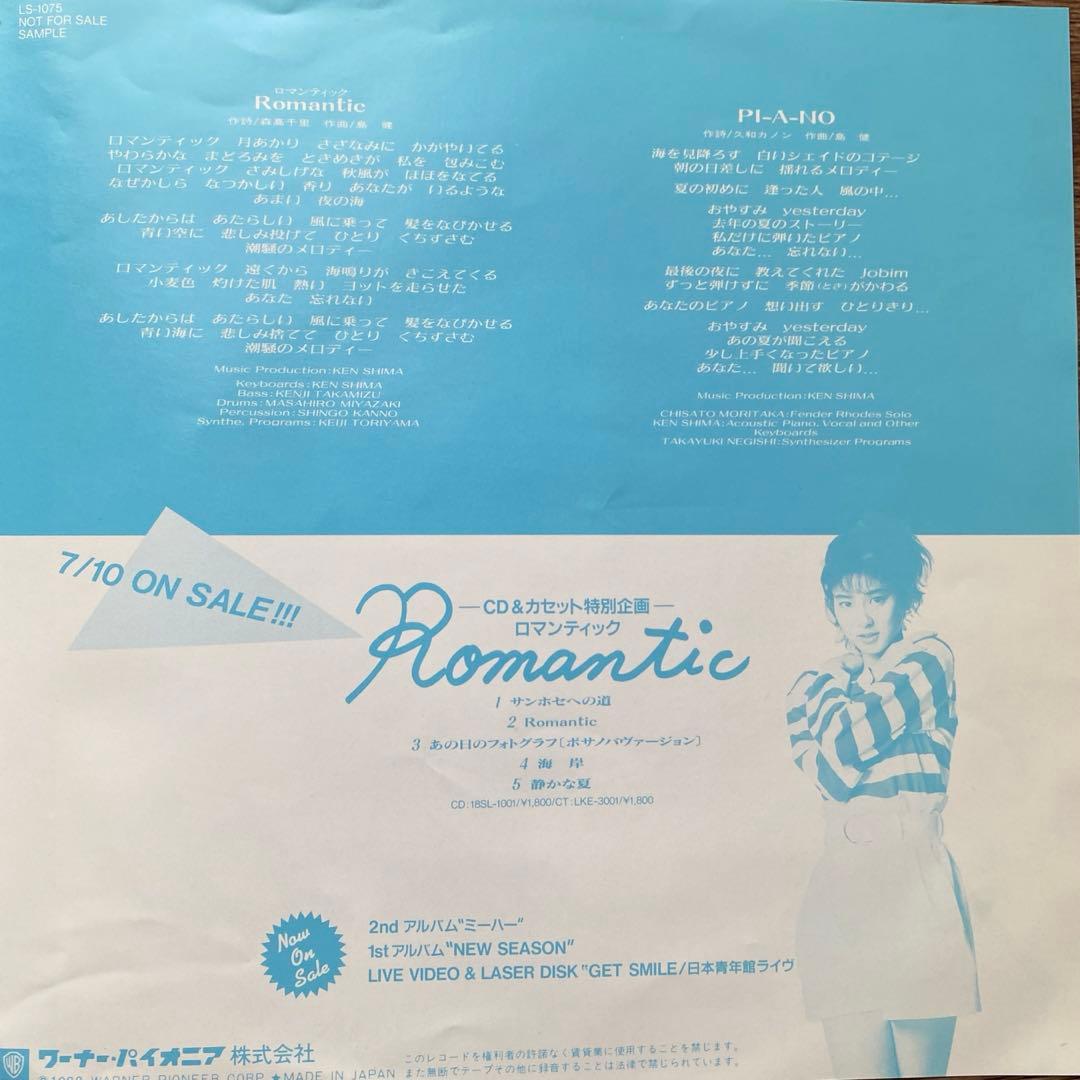 LS-1075
NOT FOR SALE
SAMPLE
ロマンティック
Romantic
作詩/森高千里 作曲/島 健
ロマンティック 月あかり さざなみに かがやいてる
やわらかな まどろみを ときめきが 私を 包みこむ
ロマンティック さみしげな 秋風が ほほをなでる
なぜかしら なつかしい 香り あなたが いるような
あまい 夜の海
あしたからは あたらしい 風に乗って 髪をなびかせる
青い空に 悲しみ投げて ひとり くちずさむ
潮騒のメロディー
ロマンティック 遠くから 海鳴りが きこえてくる
小麦色 灼けた肌 熱い ヨットを走らせた
あなた 忘れない
あしたからは あたらしい 風に乗って 髪をなびかせる
青い海に 悲しみ捨てて ひとり くちずさむ
潮騒のメロディー
Music Production:KEN SHIMA
Keyboards:KEN SHIMA
Bass:KENJI TAKAMIZU
Drums:MASAHIRO MIYAZAKI
Percussion:SHINGO KANNO
Synthe. Programs:KEIJI TORIYAMA
PI-A-NO
作詩/久和カノン 作曲/島 健
海を見降ろす 白いシェイドのコテージ
朝の日差しに 揺れるメロディー
夏の初めに 逢った人 風の中…
おやすみ yesterday
去年の夏のストーリー
私だけに弾いたピアノ
あなた… 忘れない…
最後の夜に 教えてくれた Jobim
ずっと弾けずに 季節(とき)がかわる
あなたのピアノ 想い出す ひとりきり…
おやすみ yesterday
あの夏が聞こえる
少し上手くなったピアノ
あなた… 聞いて欲しい…
Music Production:KEN SHIMA
CHISATO MORITAKA:Fender Rhodes Solo
KEN SHIMA:Acoustic Piano, Vocal and Other
Keyboards
TAKAYUKI NEGISHI:Synthesizer Programs
7/10 ON SALE!!!
—CD&カセット特別企画—
ロマンティック
Romantic
1 サンホセへの道
2 Romantic
3 あの日のフォトグラフ〔ボサノバヴァージョン〕
4 海 岸
5 静かな夏
CD:18SL-1001/¥1,800/CT:LKE-3001/¥1,800
Now
On
Sale
2nd アルバム“ミーハー”
1st アルバム“NEW SEASON”
LIVE VIDEO & LASER DISK “GET SMILE/日本青年館ライヴ
WB ワーナー・パイオニア株式会社
このレコードを権利者の許諾なく賃貸業に使用することを禁じます。
また無断でテープその他に録音することは法律で禁じられています。
WARNER-PIONEER CORP. ★MADE IN JAPAN